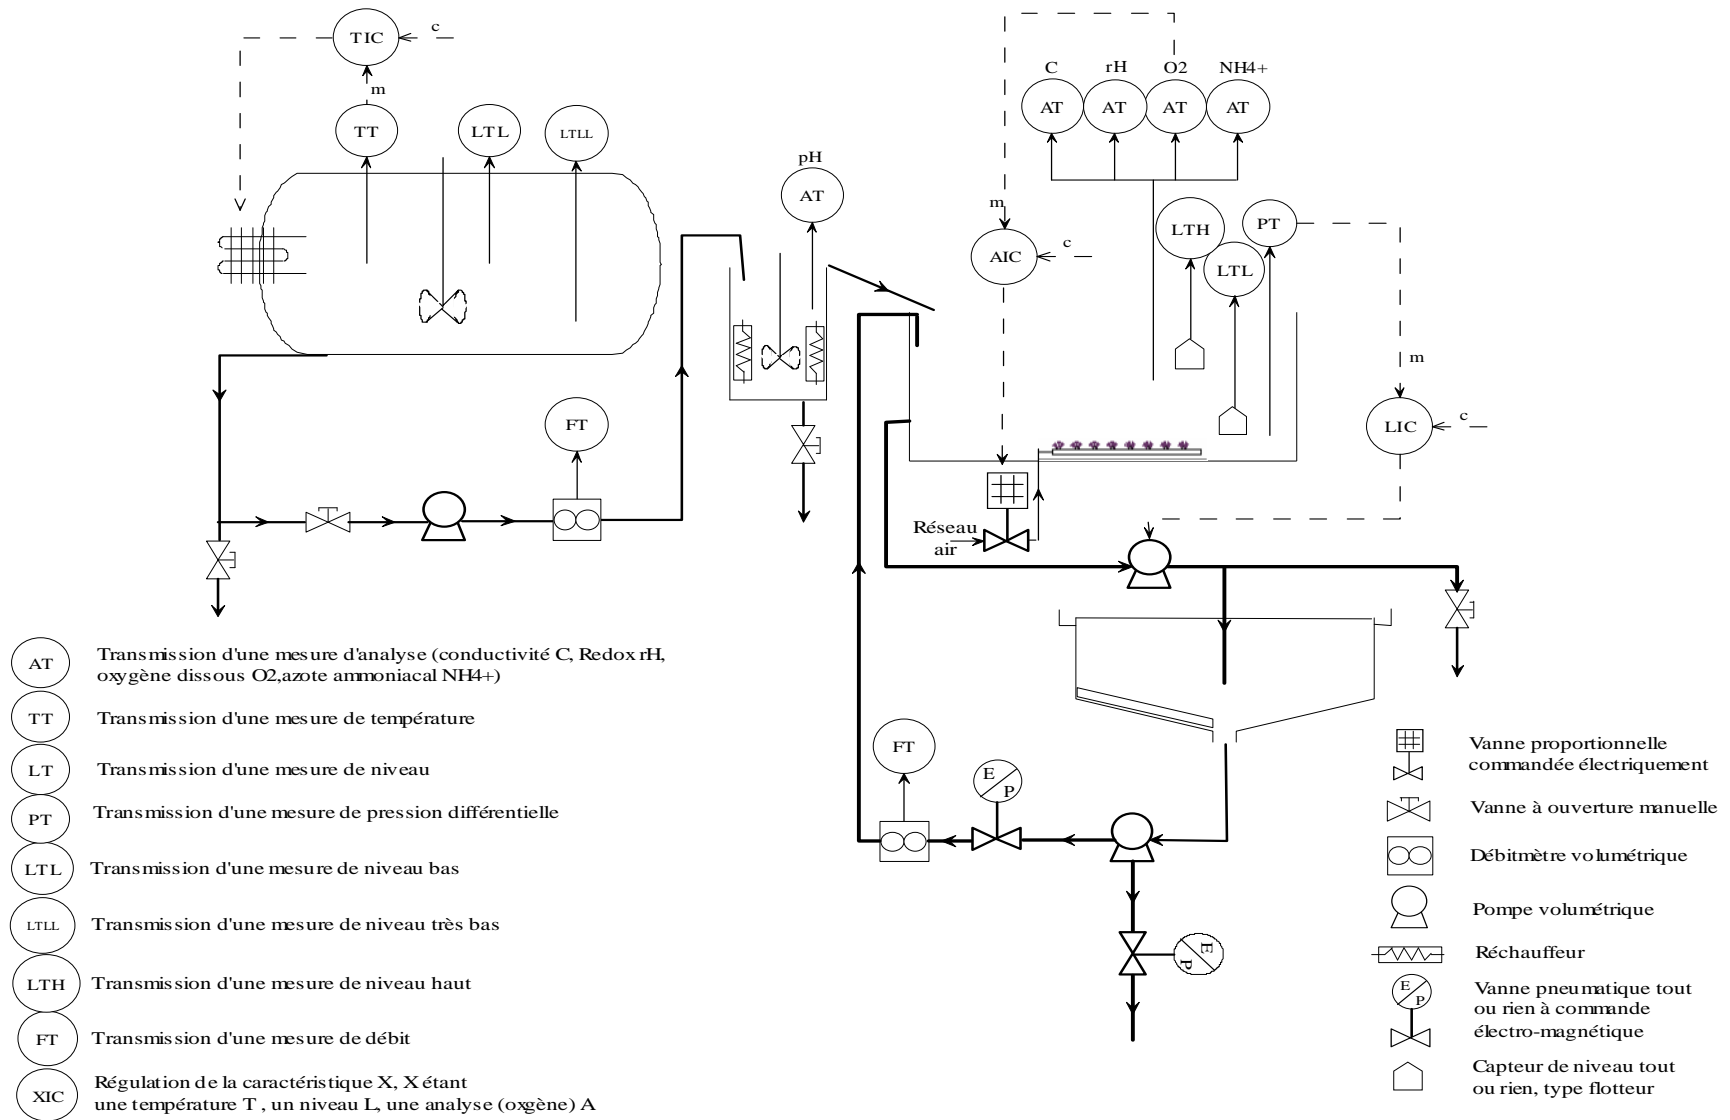 TIC
c
m
TT
LTL
LTLL
pH
AT
C
rH
O2
NH4+
AT
AT
AT
AT
m
AIC
c
LTH
LTL
PT
m
LIC
c
FT
Réseau
air
FT
E
P
E
P
AT
Transmission d'une mesure d'analyse (conductivité C, Redox rH,
oxygène dissous O2,azote ammoniacal NH4+)
TT
Transmission d'une mesure de température
LT
Transmission d'une mesure de niveau
PT
Transmission d'une mesure de pression différentielle
LTL
Transmission d'une mesure de niveau bas
LTLL
Transmission d'une mesure de niveau très bas
LTH
Transmission d'une mesure de niveau haut
FT
Transmission d'une mesure de débit
XIC
Régulation de la caractéristique X, X étant
une température T , un niveau L, une analyse (oxgène) A
Vanne proportionnelle
commandée électriquement
Vanne à ouverture manuelle
Débitmètre volumétrique
Pompe volumétrique
Réchauffeur
E
P
Vanne pneumatique tout
ou rien à commande
électro-magnétique
Capteur de niveau tout
ou rien, type flotteur